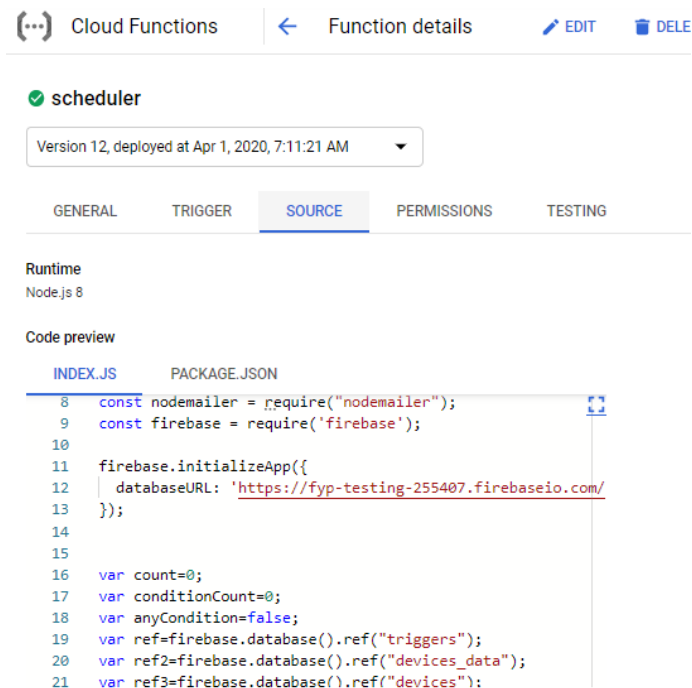 (...) Cloud Functions ← Function details EDIT DELE
scheduler
Version 12, deployed at Apr 1, 2020, 7:11:21 AM
GENERAL TRIGGER SOURCE PERMISSIONS TESTING
Runtime
Node.js 8
Code preview
INDEX.JS PACKAGE.JSON
8 const nodemailer = require("nodemailer");
9 const firebase = require('firebase');
10
11 firebase.initializeApp({
12 databaseURL: 'https://fyp-testing-255407.firebaseio.com/
13 });
14
15
16 var count=0;
17 var conditionCount=0;
18 var anyCondition=false;
19 var ref=firebase.database().ref("triggers");
20 var ref2=firebase.database().ref("devices_data");
21 var ref3=firebase.database().ref("devices");